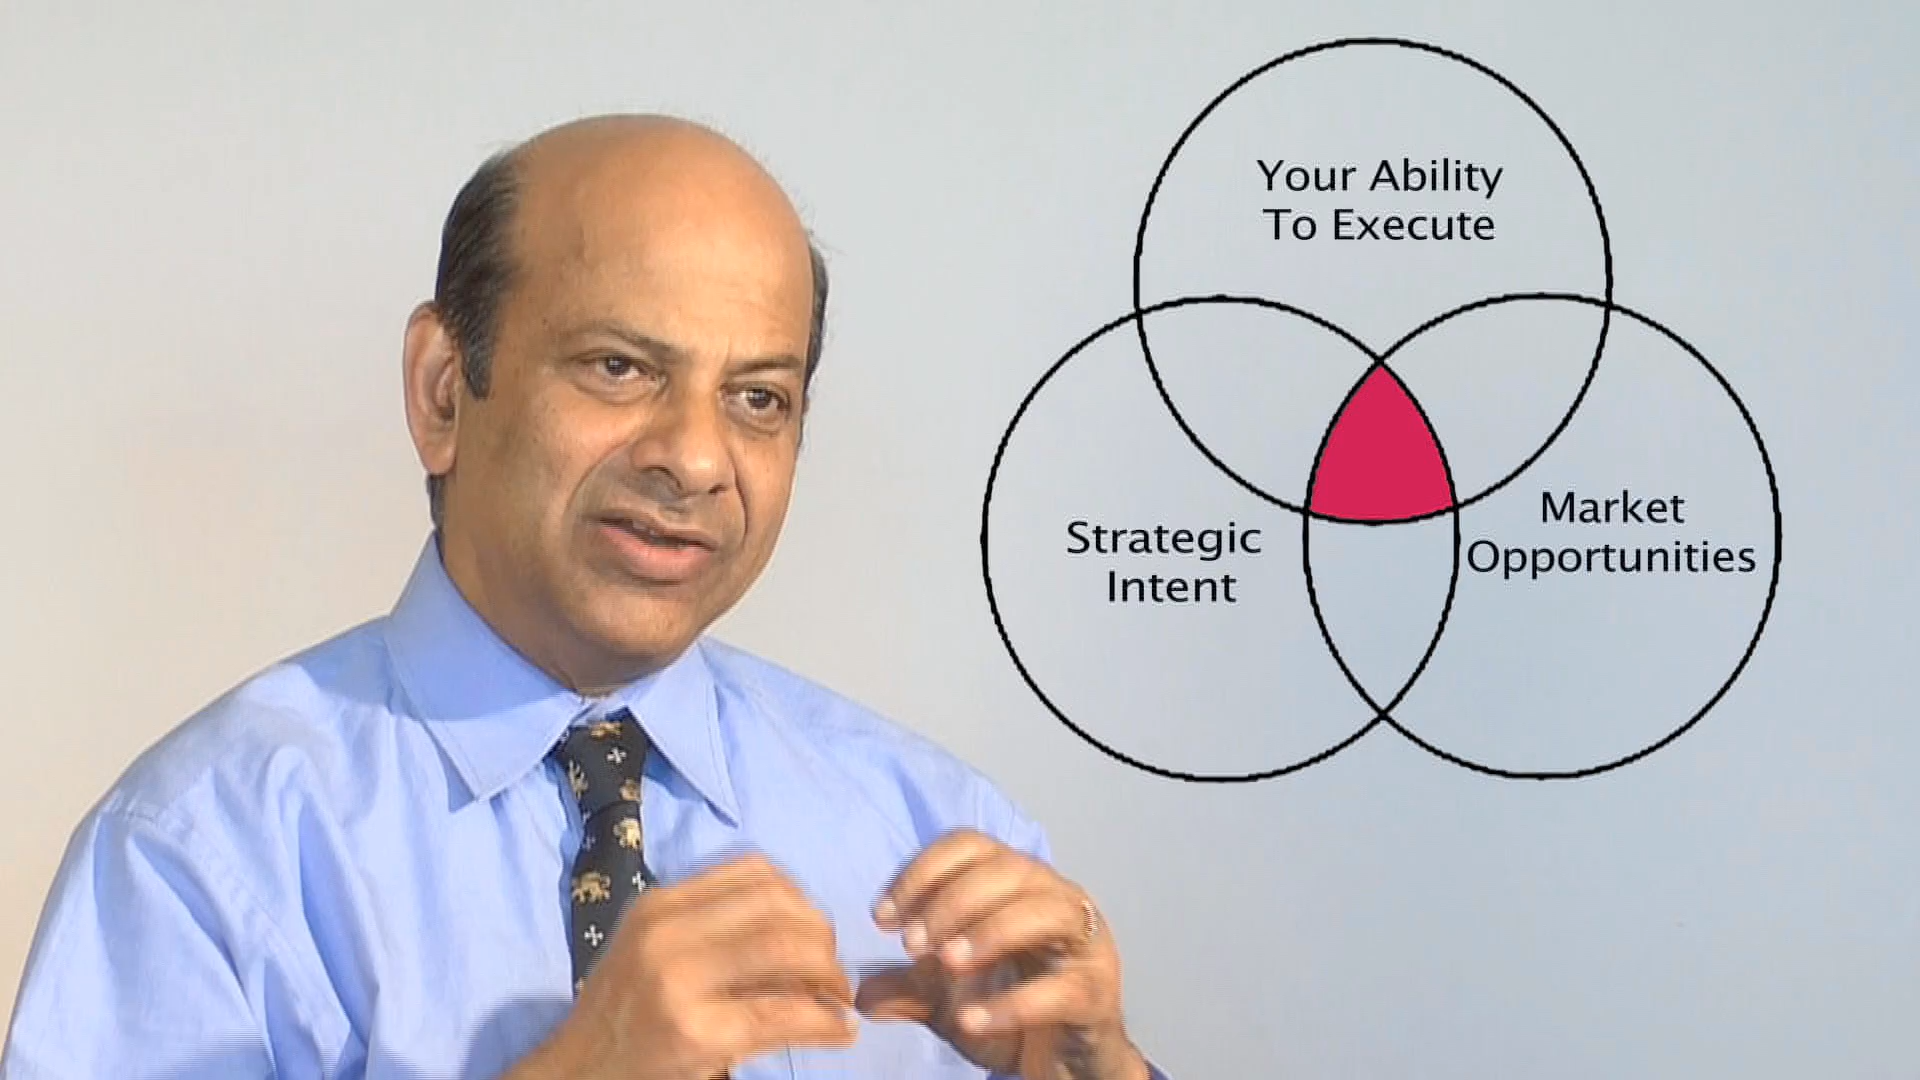 Your Ability
To Execute
Strategic
Intent
Market
Opportunities